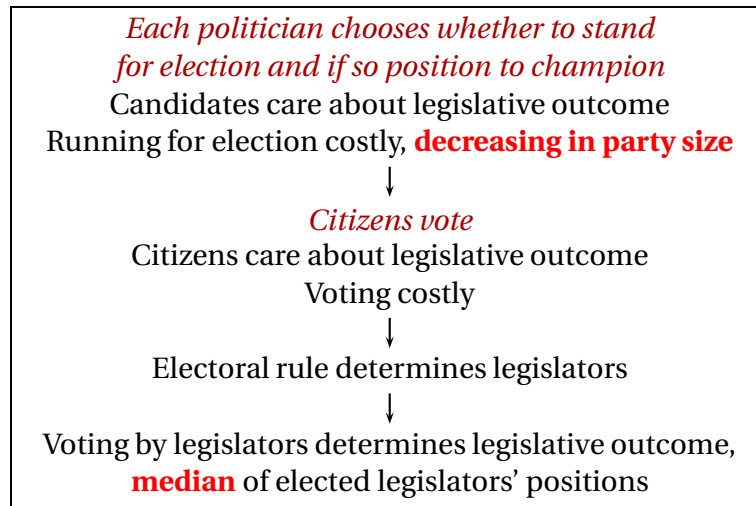 Each politician chooses whether to stand
for election and if so position to champion
Candidates care about legislative outcome
Running for election costly, decreasing in party size
↓
Citizens vote
Citizens care about legislative outcome
Voting costly
↓
Electoral rule determines legislators
↓
Voting by legislators determines legislative outcome,
median of elected legislators’ positions